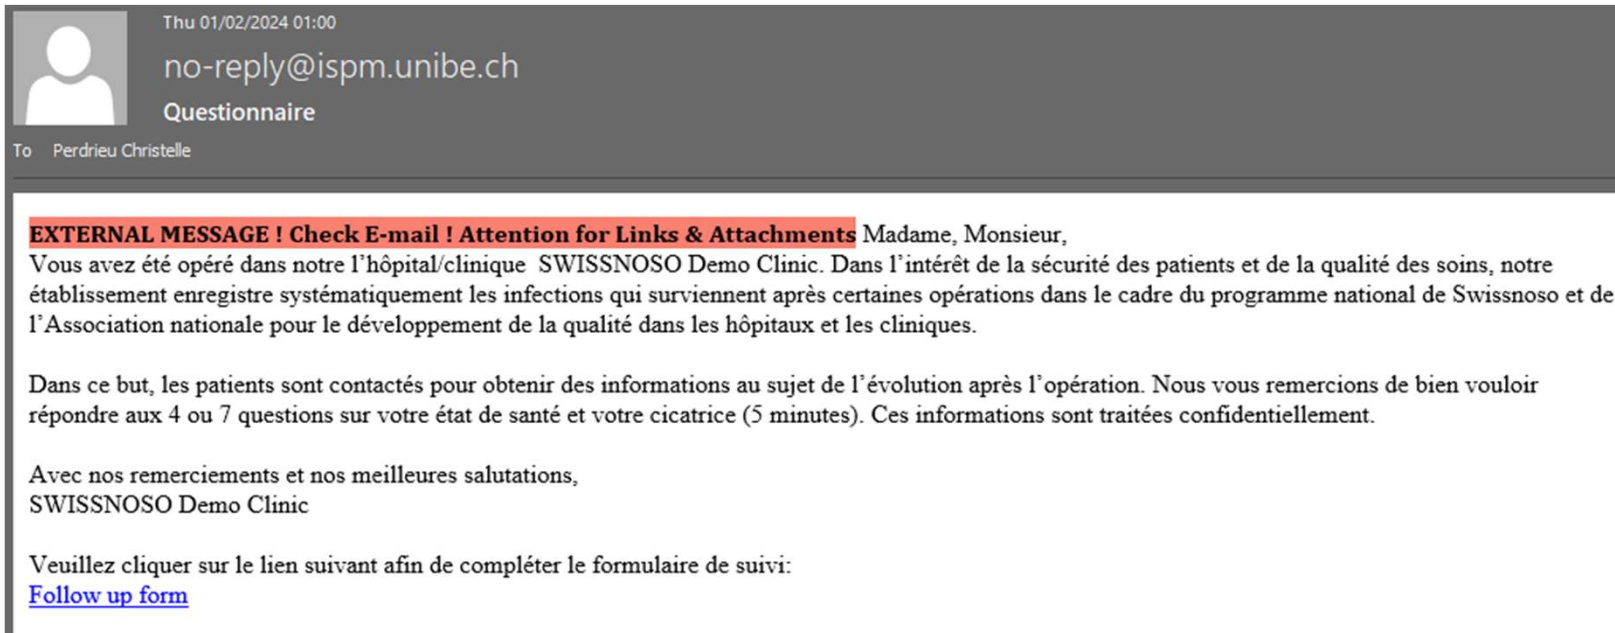 Thu 01/02/2024 01:00
no-reply@ispm.unibe.ch
Questionnaire
To Perdrieu Christelle
EXTERNAL MESSAGE ! Check E-mail ! Attention for Links & Attachments Madame, Monsieur,
Vous avez été opéré dans notre l’hôpital/clinique  SWISSNOSO Demo Clinic. Dans l’intérêt de la sécurité des patients et de la qualité des soins, notre
établissement enregistre systématiquement les infections qui surviennent après certaines opérations dans le cadre du programme national de Swissnoso et de
l’Association nationale pour le développement de la qualité dans les hôpitaux et les cliniques.
Dans ce but, les patients sont contactés pour obtenir des informations au sujet de l’évolution après l’opération. Nous vous remercions de bien vouloir
répondre aux 4 ou 7 questions sur votre état de santé et votre cicatrice (5 minutes). Ces informations sont traitées confidentiellement.
Avec nos remerciements et nos meilleures salutations,
SWISSNOSO Demo Clinic
Veuillez cliquer sur le lien suivant afin de compléter le formulaire de suivi:
Follow up form